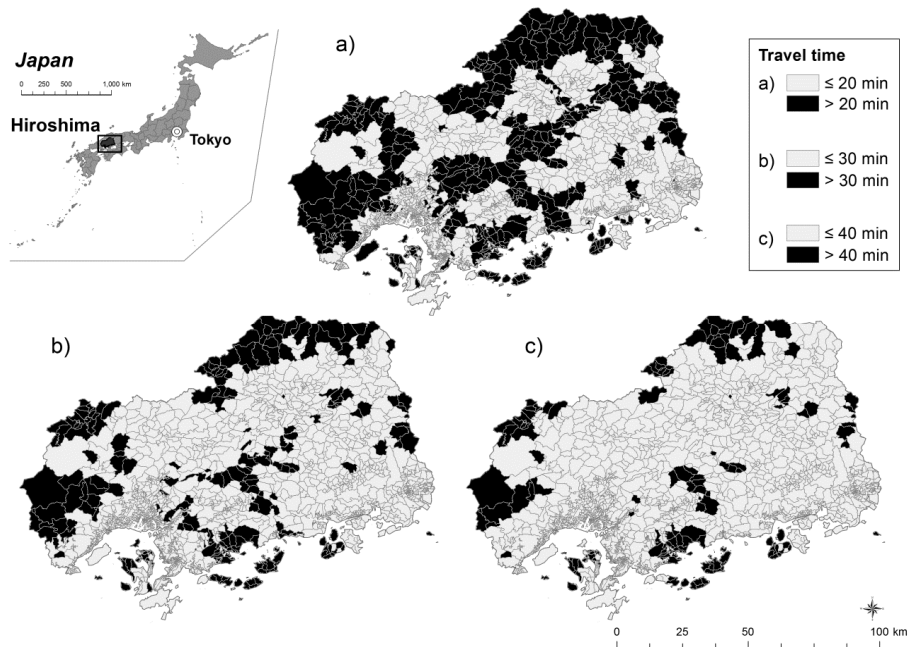 Japan
0 250 500 1,000 km
Hiroshima
Tokyo
a)
Travel time
a) ≤ 20 min
> 20 min
b) ≤ 30 min
> 30 min
c) ≤ 40 min
> 40 min
b)
c)
0 25 50 75 100 km